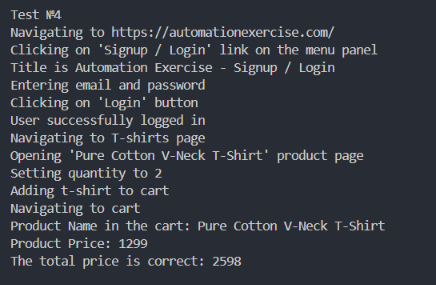 Test №4
Navigating to https://automationexercise.com/
Clicking on 'Signup / Login' link on the menu panel
Title is Automation Exercise - Signup / Login
Entering email and password
Clicking on 'Login' button
User successfully logged in
Navigating to T-shirts page
Opening 'Pure Cotton V-Neck T-Shirt' product page
Setting quantity to 2
Adding t-shirt to cart
Navigating to cart
Product Name in the cart: Pure Cotton V-Neck T-Shirt
Product Price: 1299
The total price is correct: 2598